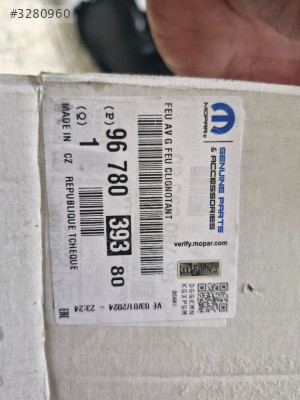 #3280960
MOPAR®
GENUINE PARTS
& ACCESSORIES
verify.mopar.com
FEU AV G FEU CLIGNOTANT
(P) 96 780 393 80
(Q) 1
MADE IN CZ REPUBLIQUE TCHEQUE
VE 03/01/2024 - 23:24
EAC